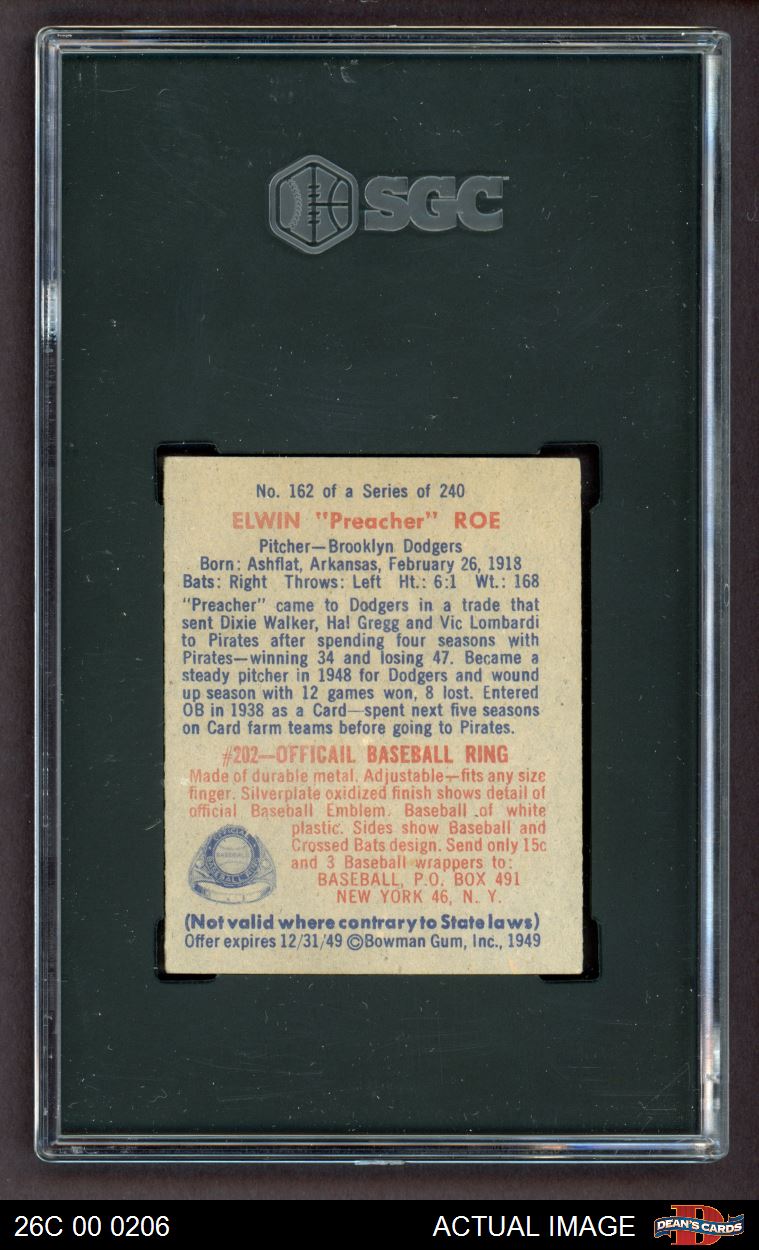 SGC
No. 162 of a Series of 240
ELWIN "Preacher" ROE
Pitcher—Brooklyn Dodgers
Born: Ashflat, Arkansas, February 26, 1918
Bats: Right Throws: Left Ht.: 6:1 Wt.: 168
"Preacher" came to Dodgers in a trade that
sent Dixie Walker, Hal Gregg and Vic Lombardi
to Pirates after spending four seasons with
Pirates—winning 34 and losing 47. Became a
steady pitcher in 1948 for Dodgers and wound
up season with 12 games won, 8 lost. Entered
OB in 1938 as a Card—spent next five seasons
on Card farm teams before going to Pirates.
#202—OFFICAIL BASEBALL RING
Made of durable metal. Adjustable—fits any size
finger. Silverplate oxidized finish shows detail of
official Baseball Emblem. Baseball of white
plastic. Sides show Baseball and
Crossed Bats design. Send only 15c
and 3 Baseball wrappers to:
BASEBALL, P.O. BOX 491
NEW YORK 46, N. Y.
OFFICIAL
BASEBALL
BASEBALL RING
(Not valid where contrary to State laws)
Offer expires 12/31/49 ©Bowman Gum, Inc., 1949
26C 00 0206
ACTUAL IMAGE
DEAN'S CARDS